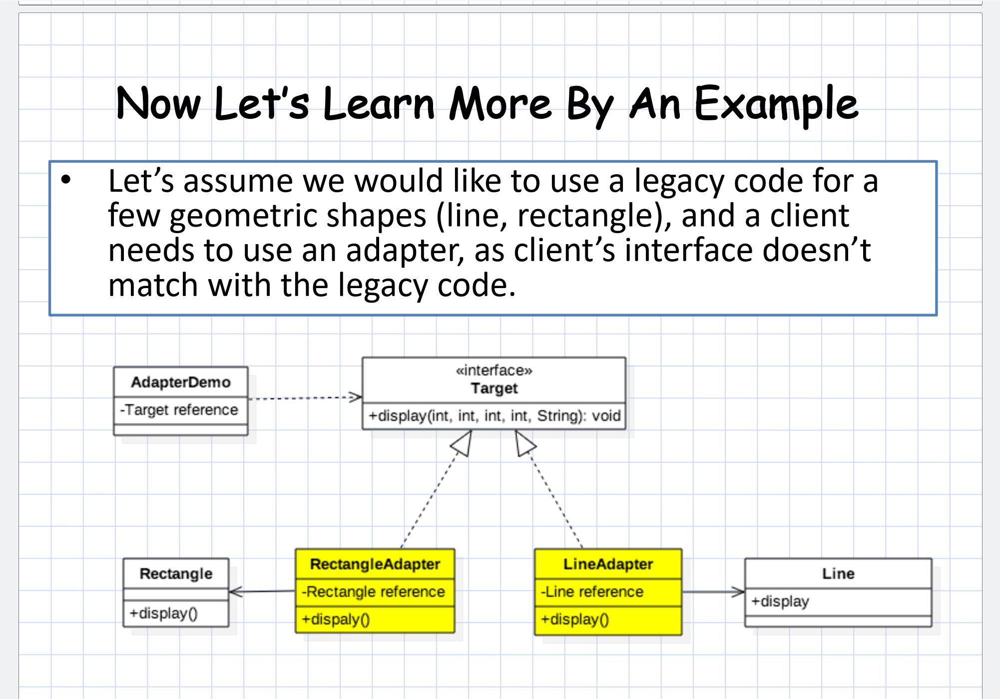 Now Let's Learn More By An Example
• Let’s assume we would like to use a legacy code for a
few geometric shapes (line, rectangle), and a client
needs to use an adapter, as client’s interface doesn’t
match with the legacy code.
AdapterDemo
-Target reference
«interface»
Target
+display(int, int, int, int, String): void
Rectangle
+display()
RectangleAdapter
-Rectangle reference
+dispaly()
LineAdapter
-Line reference
+display()
Line
+display